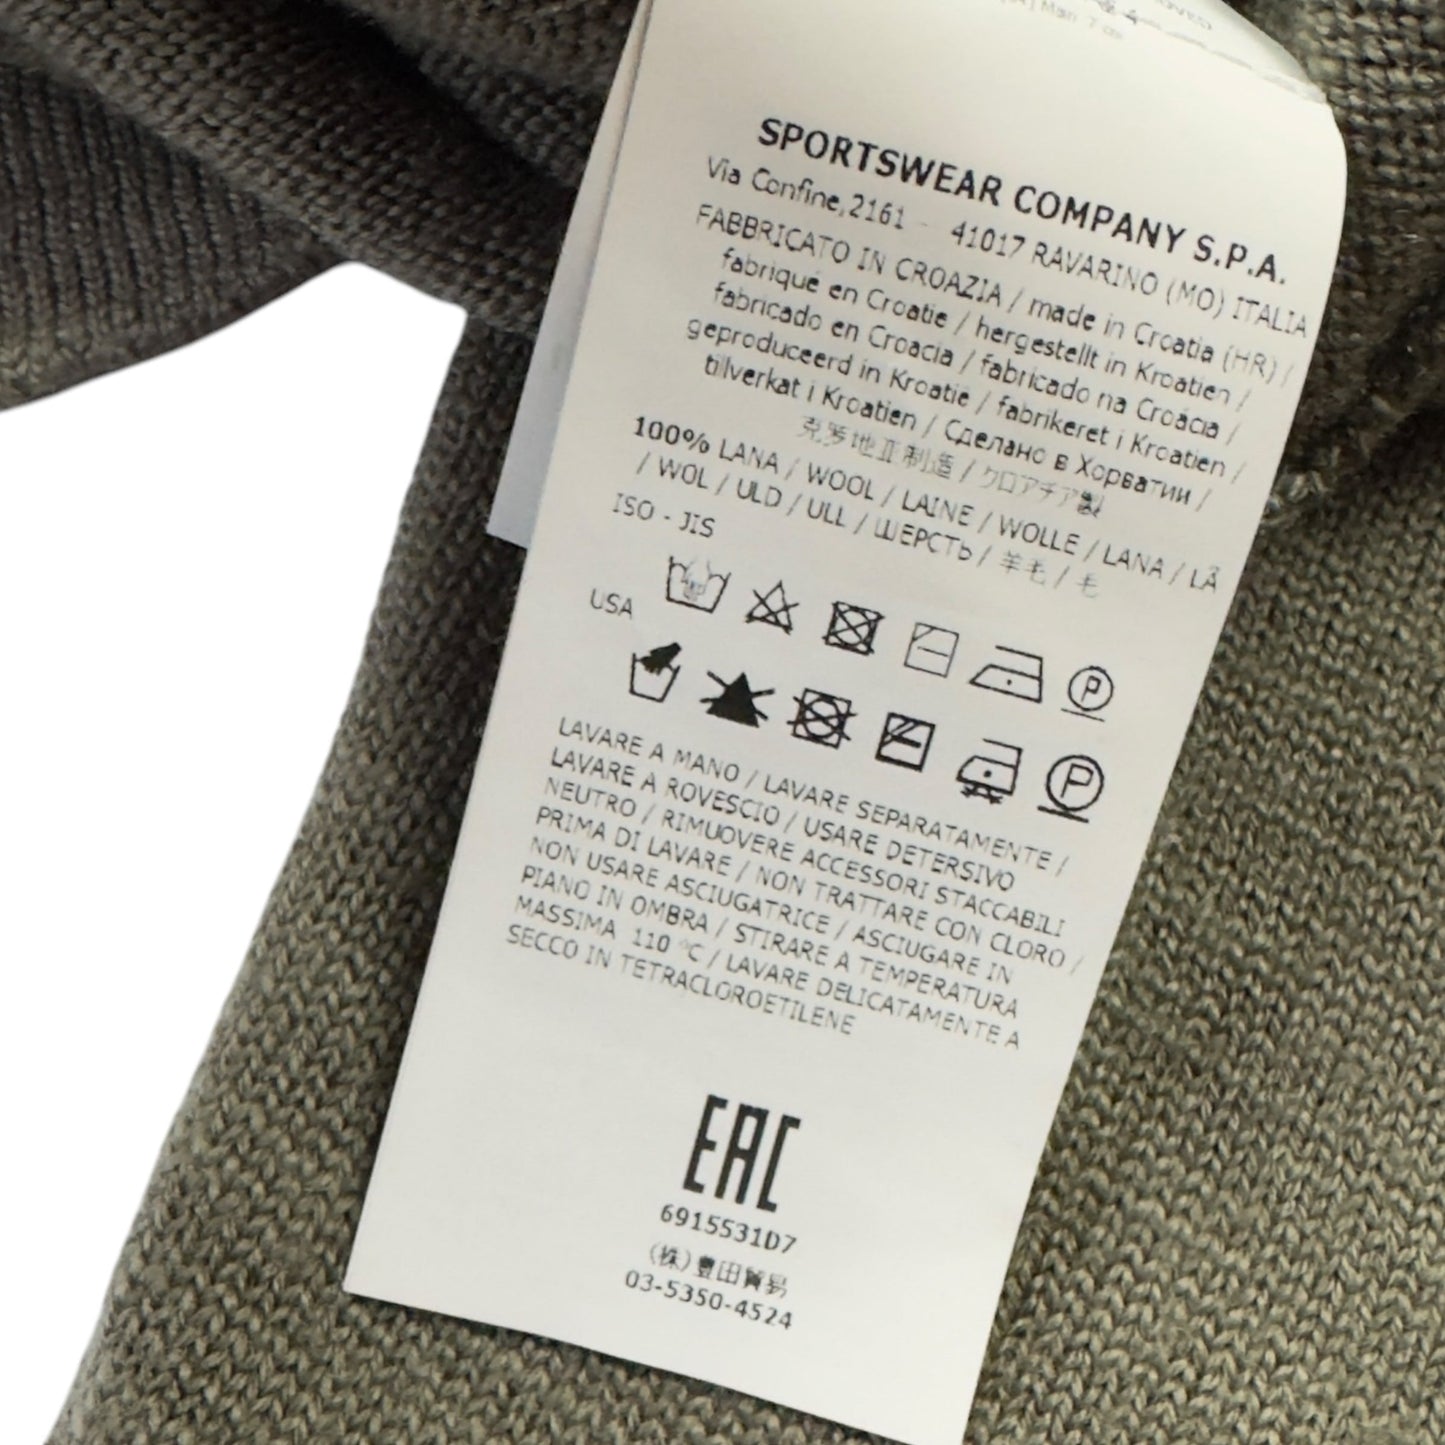 Main 7 08
SPORTSWEAR COMPANY S.P.A.
Via Confine,2161 - 41017 RAVARINO (MO) ITALIA
FABBRICATO IN CROAZIA / made in Croatia (HR) /
fabriqué en Croatie / hergestellt in Kroatien /
fabricado en Croacia / fabricado na Croácia /
geproduceerd in Kroatië / fabrikeret i Kroatien /
tillverkat i Kroatien / Сделано в Хорватии /
克罗地亚制造 / クロアチア製
100% LANA / WOOL / LAINE / WOLLE / LANA / LÃ
/ WOL / ULD / ULL / ШЕРСТЬ / 羊毛 / 毛
ISO - JIS
USA
P
P
LAVARE A MANO / LAVARE SEPARATAMENTE /
LAVARE A ROVESCIO / USARE DETERSIVO
NEUTRO / RIMUOVERE ACCESSORI STACCABILI
PRIMA DI LAVARE / NON TRATTARE CON CLORO /
NON USARE ASCIUGATRICE / ASCIUGARE IN
PIANO IN OMBRA / STIRARE A TEMPERATURA
MASSIMA 110 °C / LAVARE DELICATAMENTE A
SECCO IN TETRACLOROETILENE
EAC
6915531D7
(株)豊田貿易
03-5350-4524